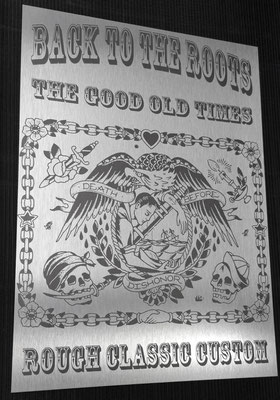 BACK TO THE ROOTS
THE GOOD OLD TIMES
DEATH BEFORE
DISHONOR
ROUGH CLASSIC CUSTOM